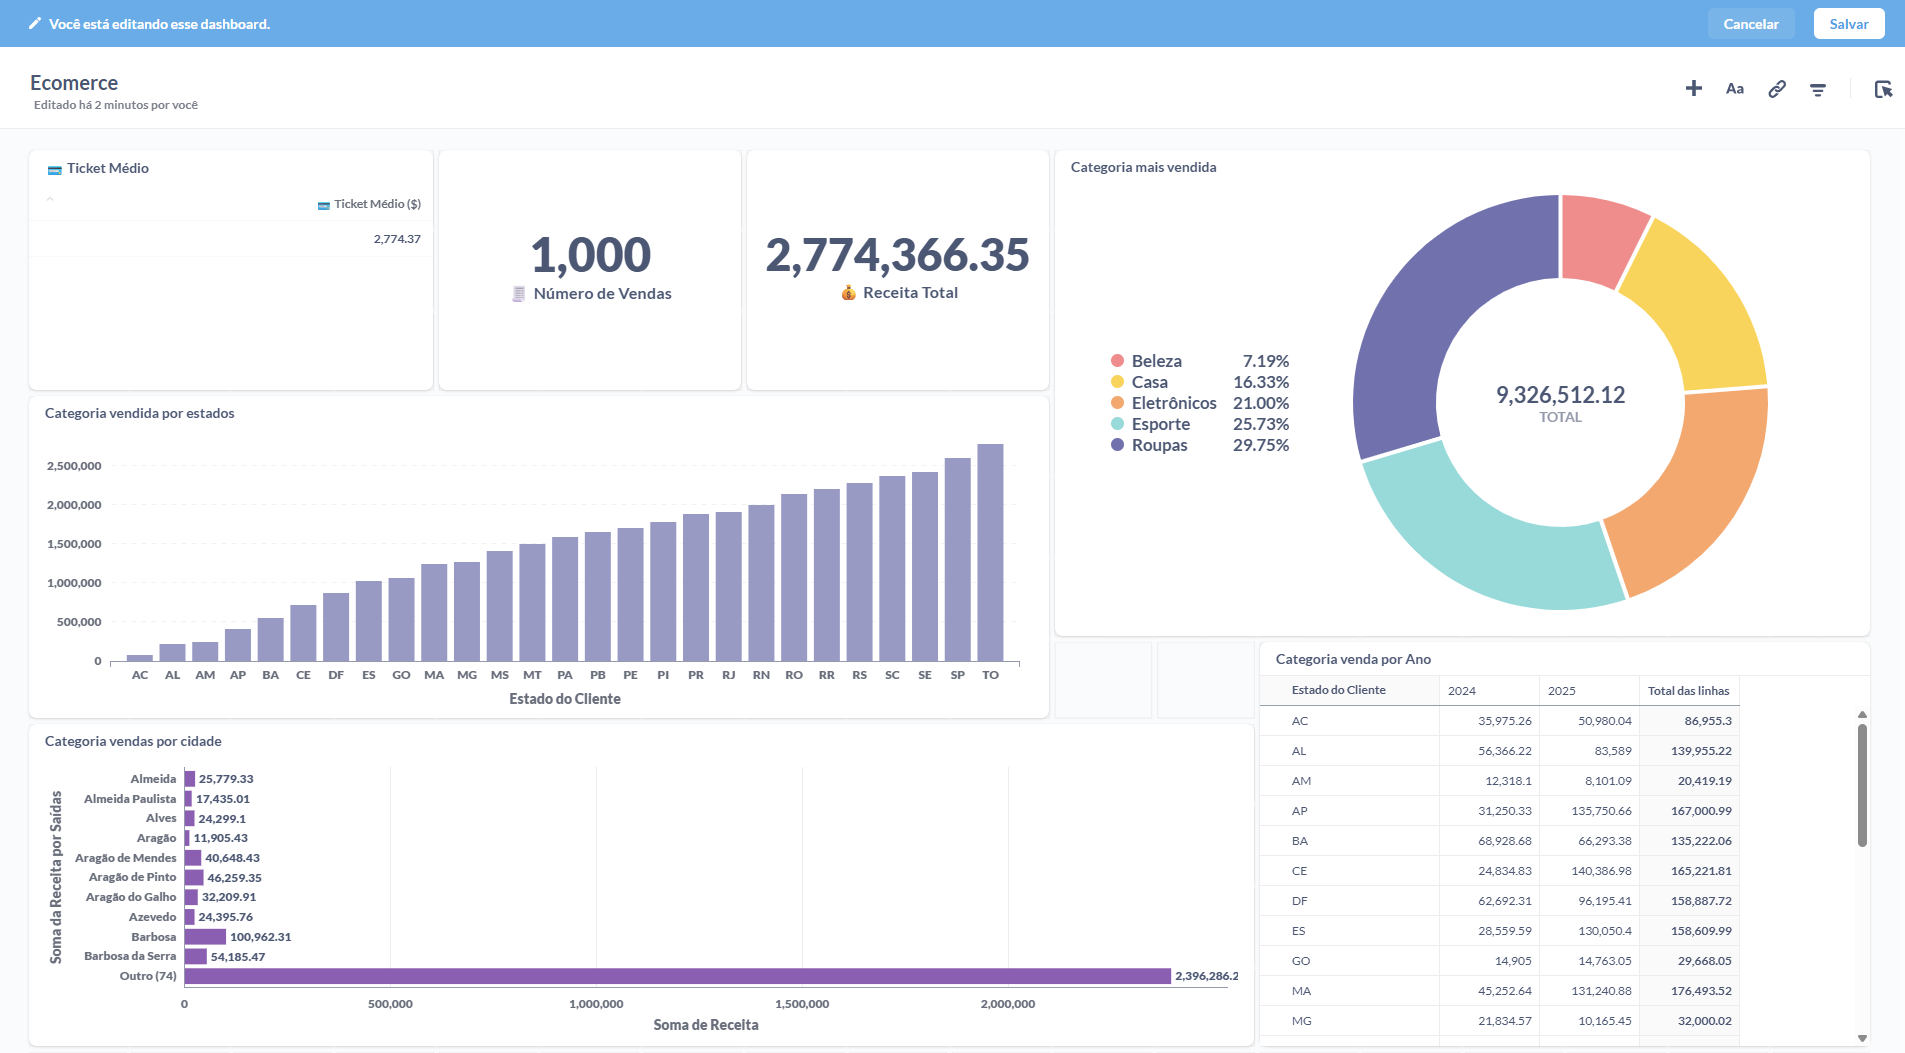 Você está editando esse dashboard.
Cancelar
Salvar
Ecomerce
Editado há 2 minutos por você
Aa
Ticket Médio
Ticket Médio ($)
2,774.37
1,000
Número de Vendas
2,774,366.35
Receita Total
Categoria mais vendida
Beleza 7.19%
Casa 16.33%
Eletrônicos 21.00%
Esporte 25.73%
Roupas 29.75%
9,326,512.12
TOTAL
Categoria vendida por estados
2,500,000
2,000,000
1,500,000
1,000,000
500,000
0
AC AL AM AP BA CE DF ES GO MA MG MS MT PA PB PE PI PR RJ RN RO RR RS SC SE SP TO
Estado do Cliente
Categoria vendas por cidade
Soma da Receita por Saídas
Almeida 25,779.33
Almeida Paulista 17,435.01
Alves 24,299.1
Aragão 11,905.43
Aragão de Mendes 40,648.43
Aragão de Pinto 46,259.35
Aragão do Galho 32,209.91
Azevedo 24,395.76
Barbosa 100,962.31
Barbosa da Serra 54,185.47
Outro (74) 2,396,286.2
0 500,000 1,000,000 1,500,000 2,000,000
Soma de Receita
Categoria venda por Ano
Estado do Cliente 2024 2025 Total das linhas
AC 35,975.26 50,980.04 86,955.3
AL 56,366.22 83,589 139,955.22
AM 12,318.1 8,101.09 20,419.19
AP 31,250.33 135,750.66 167,000.99
BA 68,928.68 66,293.38 135,222.06
CE 24,834.83 140,386.98 165,221.81
DF 62,692.31 96,195.41 158,887.72
ES 28,559.59 130,050.4 158,609.99
GO 14,905 14,763.05 29,668.05
MA 45,252.64 131,240.88 176,493.52
MG 21,834.57 10,165.45 32,000.02